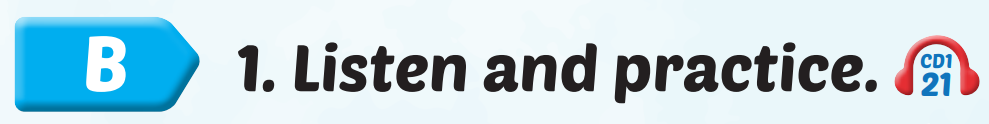 B 1. Listen and practice. CD1
21